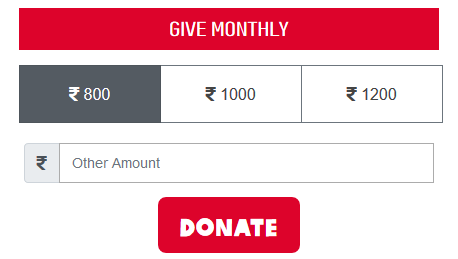 GIVE MONTHLY
₹ 800 ₹ 1000 ₹ 1200
₹ Other Amount
DONATE